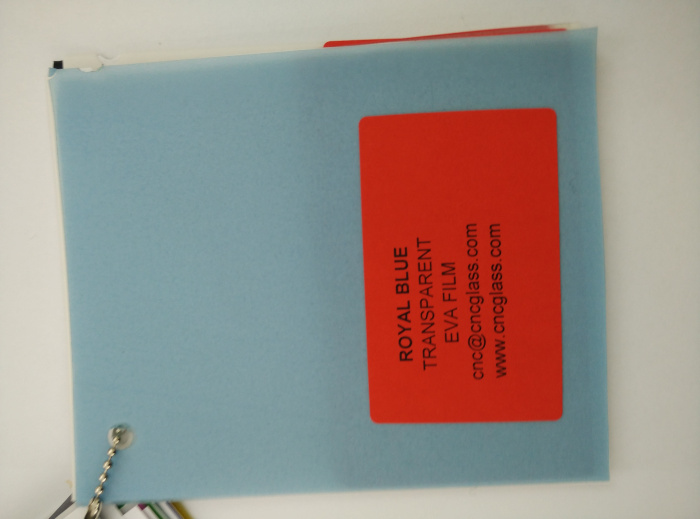 ROYAL BLUE
TRANSPARENT
EVA FILM
cnc@cncglass.com
www.cncglass.com